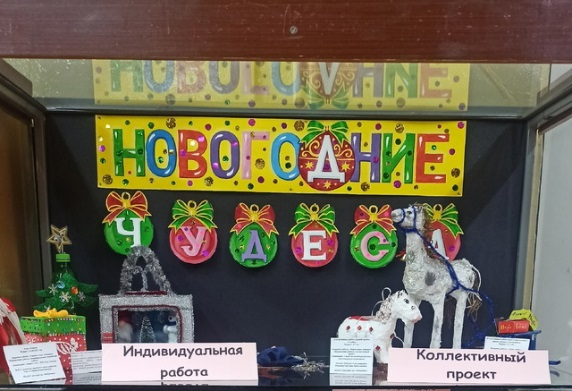 НОВОГОДНИЕ
ЧУДЕСА
Индивидуальная
работа
Коллективный
проект